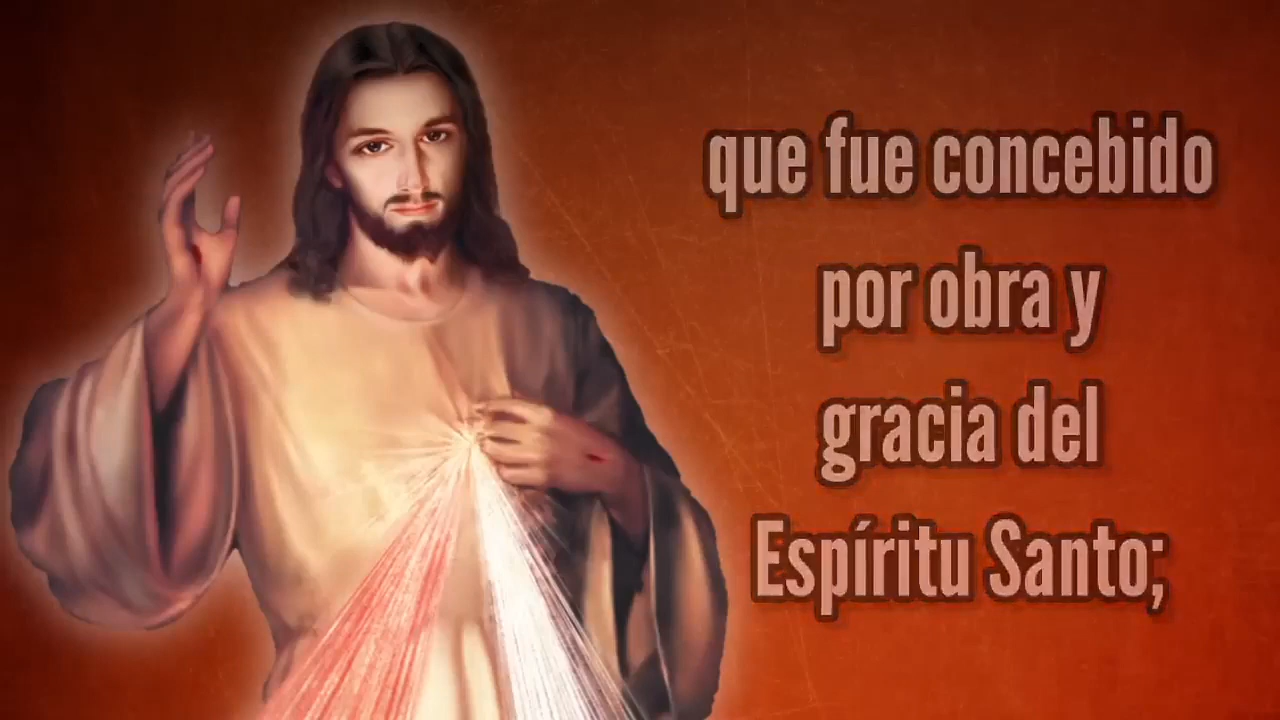 que fue concebido
por obra y
gracia del
Espíritu Santo;